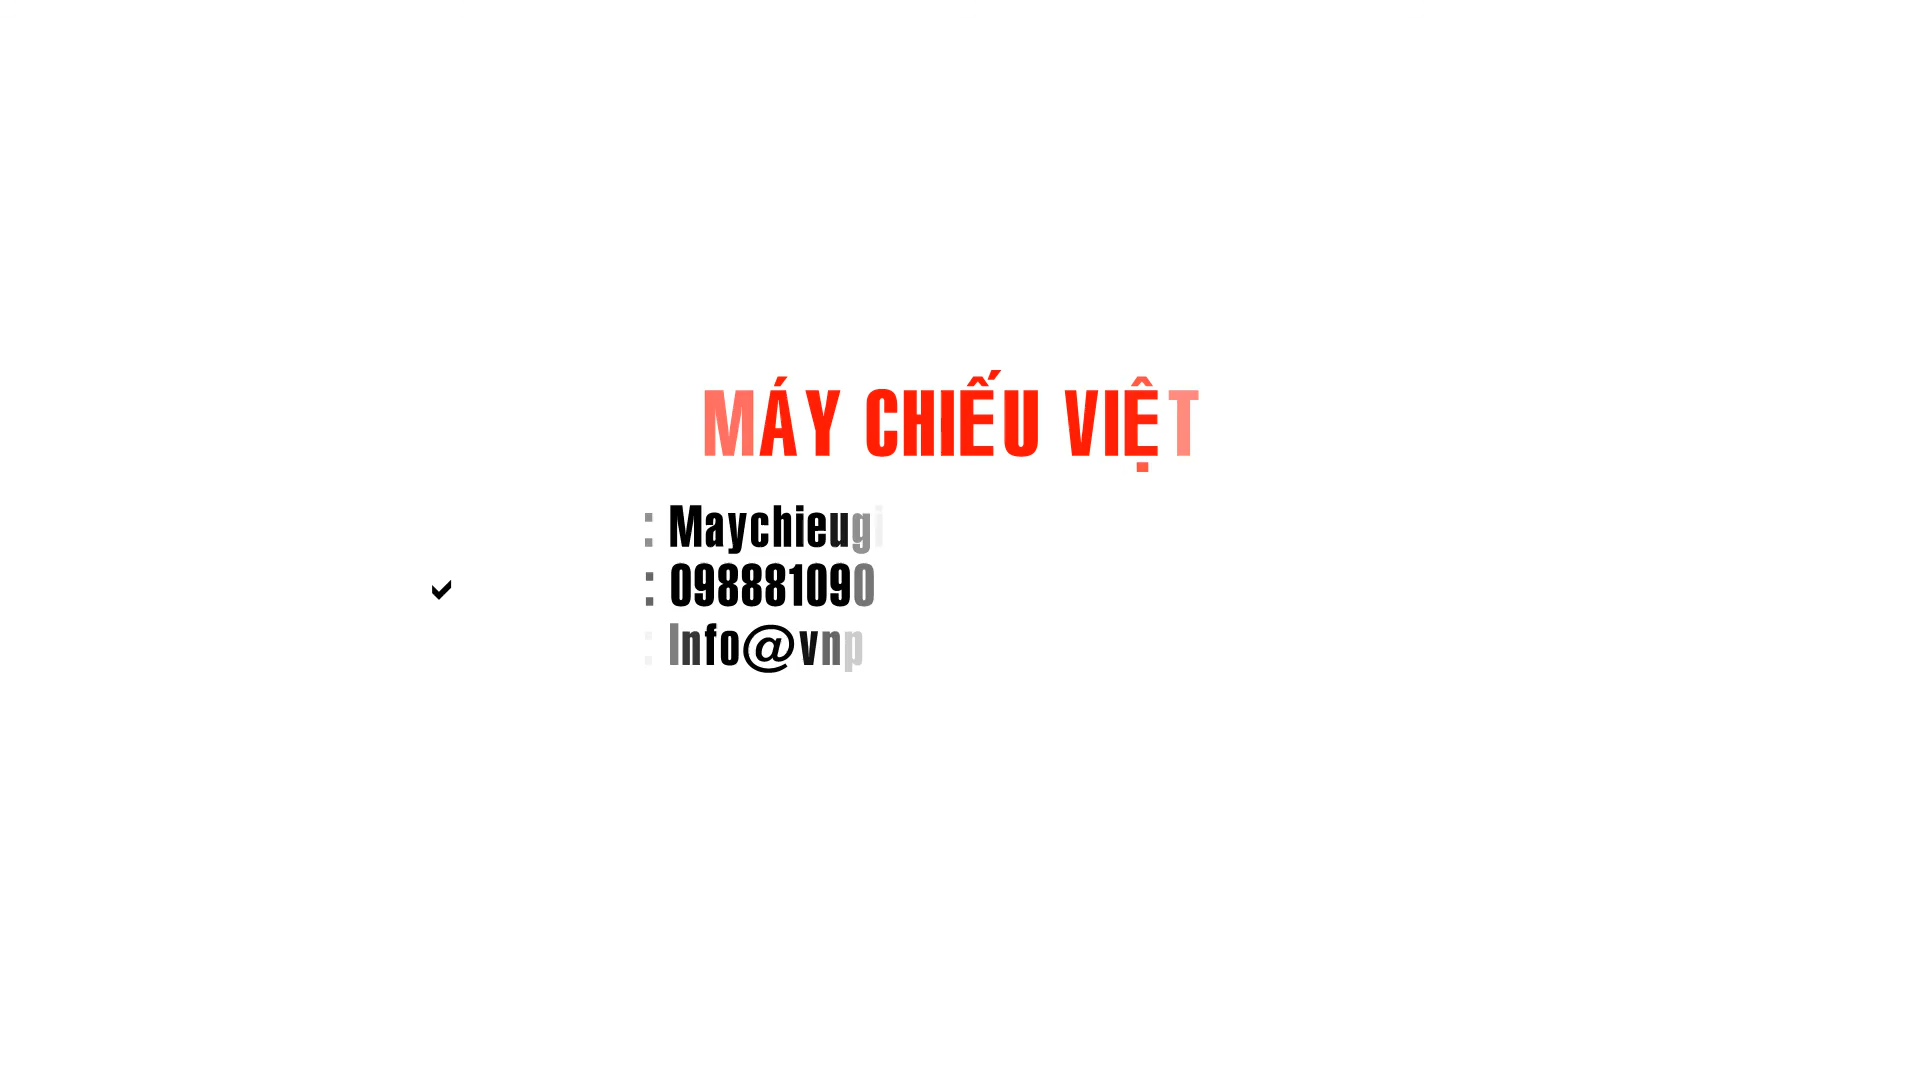 MÁY CHIẾU VIỆT
: Maychieugi
: 098881090
: Info@vnp